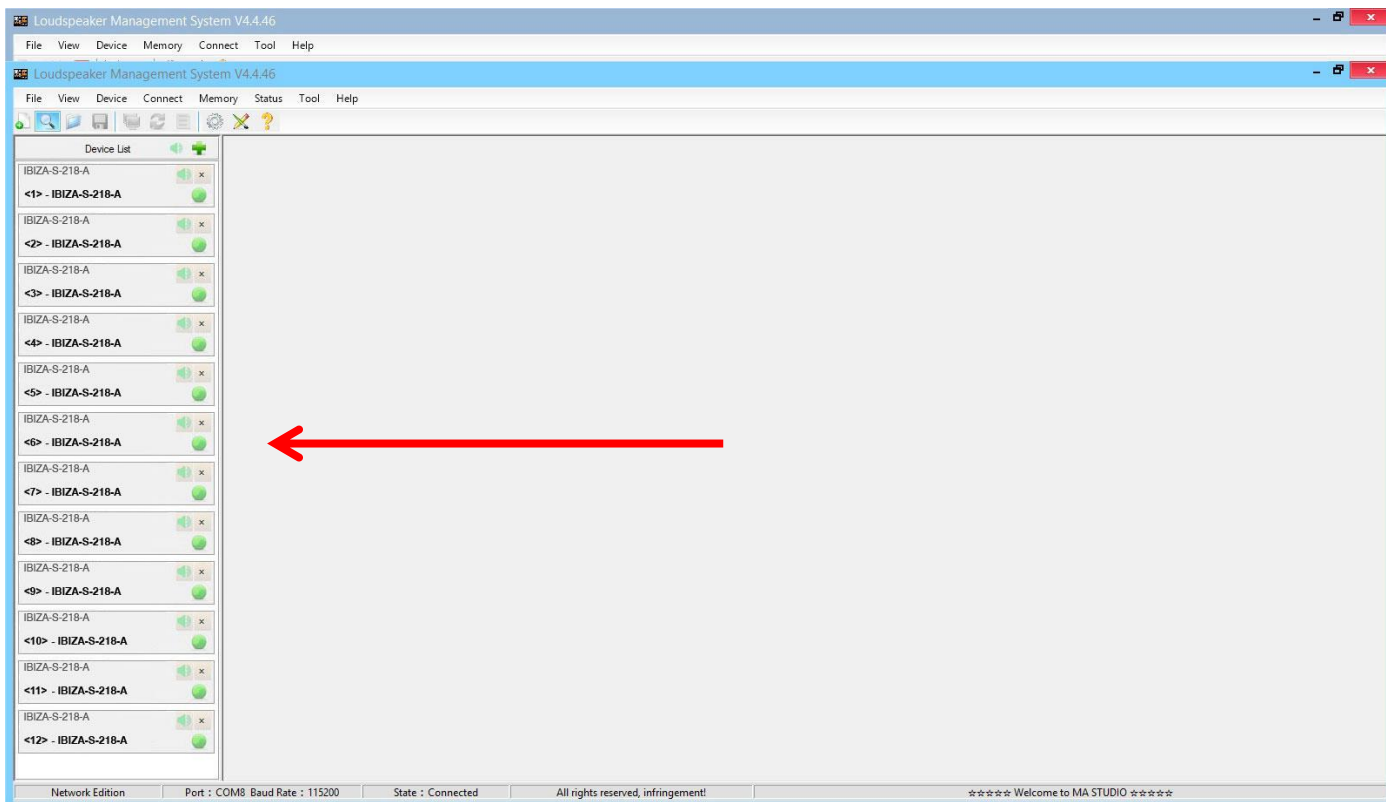 Loudspeaker Management System V4.4.46
File View Device Memory Connect Tool Help
Loudspeaker Management System V4.4.46
File View Device Connect Memory Status Tool Help
Device List
IBIZA-S-218-A
<1> - IBIZA-S-218-A
IBIZA-S-218-A
<2> - IBIZA-S-218-A
IBIZA-S-218-A
<3> - IBIZA-S-218-A
IBIZA-S-218-A
<4> - IBIZA-S-218-A
IBIZA-S-218-A
<5> - IBIZA-S-218-A
IBIZA-S-218-A
<6> - IBIZA-S-218-A
IBIZA-S-218-A
<7> - IBIZA-S-218-A
IBIZA-S-218-A
<8> - IBIZA-S-218-A
IBIZA-S-218-A
<9> - IBIZA-S-218-A
IBIZA-S-218-A
<10> - IBIZA-S-218-A
IBIZA-S-218-A
<11> - IBIZA-S-218-A
IBIZA-S-218-A
<12> - IBIZA-S-218-A
Network Edition Port : COM8 Baud Rate : 115200 State : Connected All rights reserved, infringement! ☆☆☆☆☆ Welcome to MA STUDIO ☆☆☆☆☆